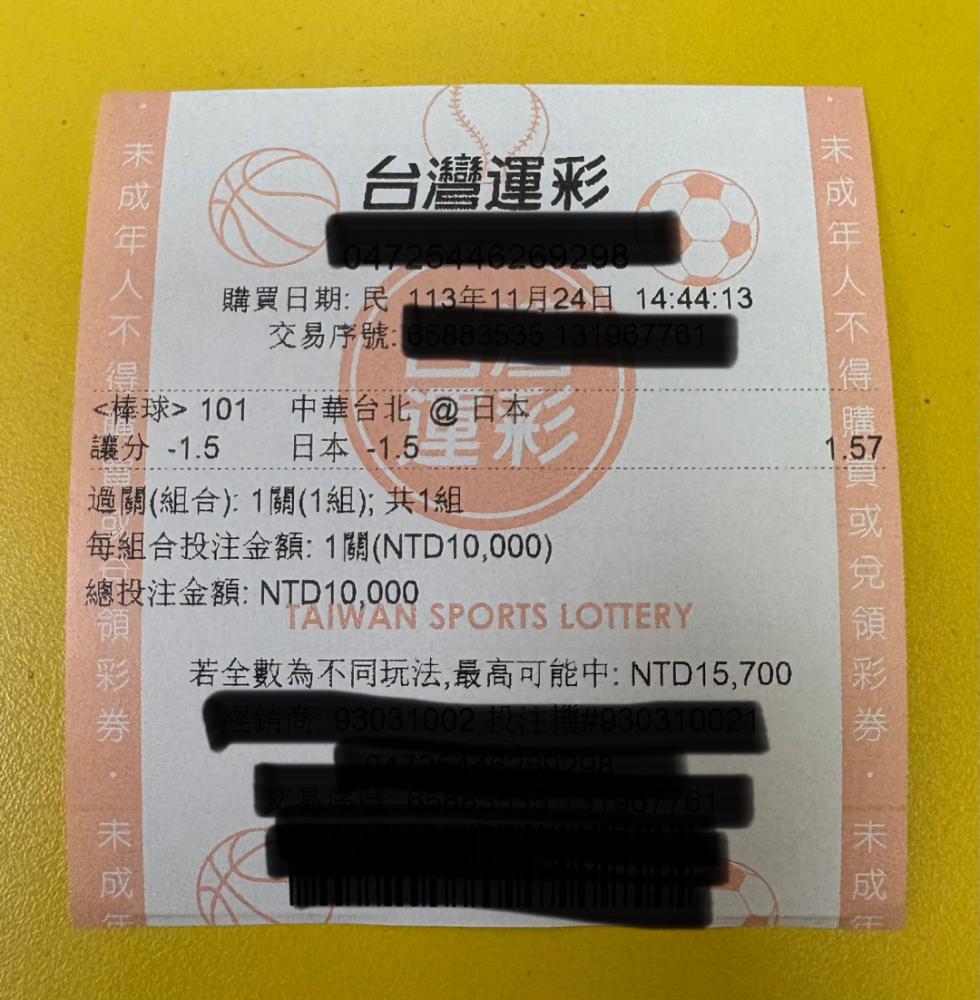 台灣運彩
購買日期: 民 113年11月24日 14:44:13
交易序號:
<棒球> 101 中華台北 @ 日本
讓分 -1.5 日本 -1.5 1.57
過關(組合): 1關(1組); 共1組
每組合投注金額: 1關(NTD10,000)
總投注金額: NTD10,000
TAIWAN SPORTS LOTTERY
若全數為不同玩法,最高可能中: NTD15,700
未成年人不得購買或兌領彩券 · 未成年
未成年人不得購買或兌領彩券 · 未成年